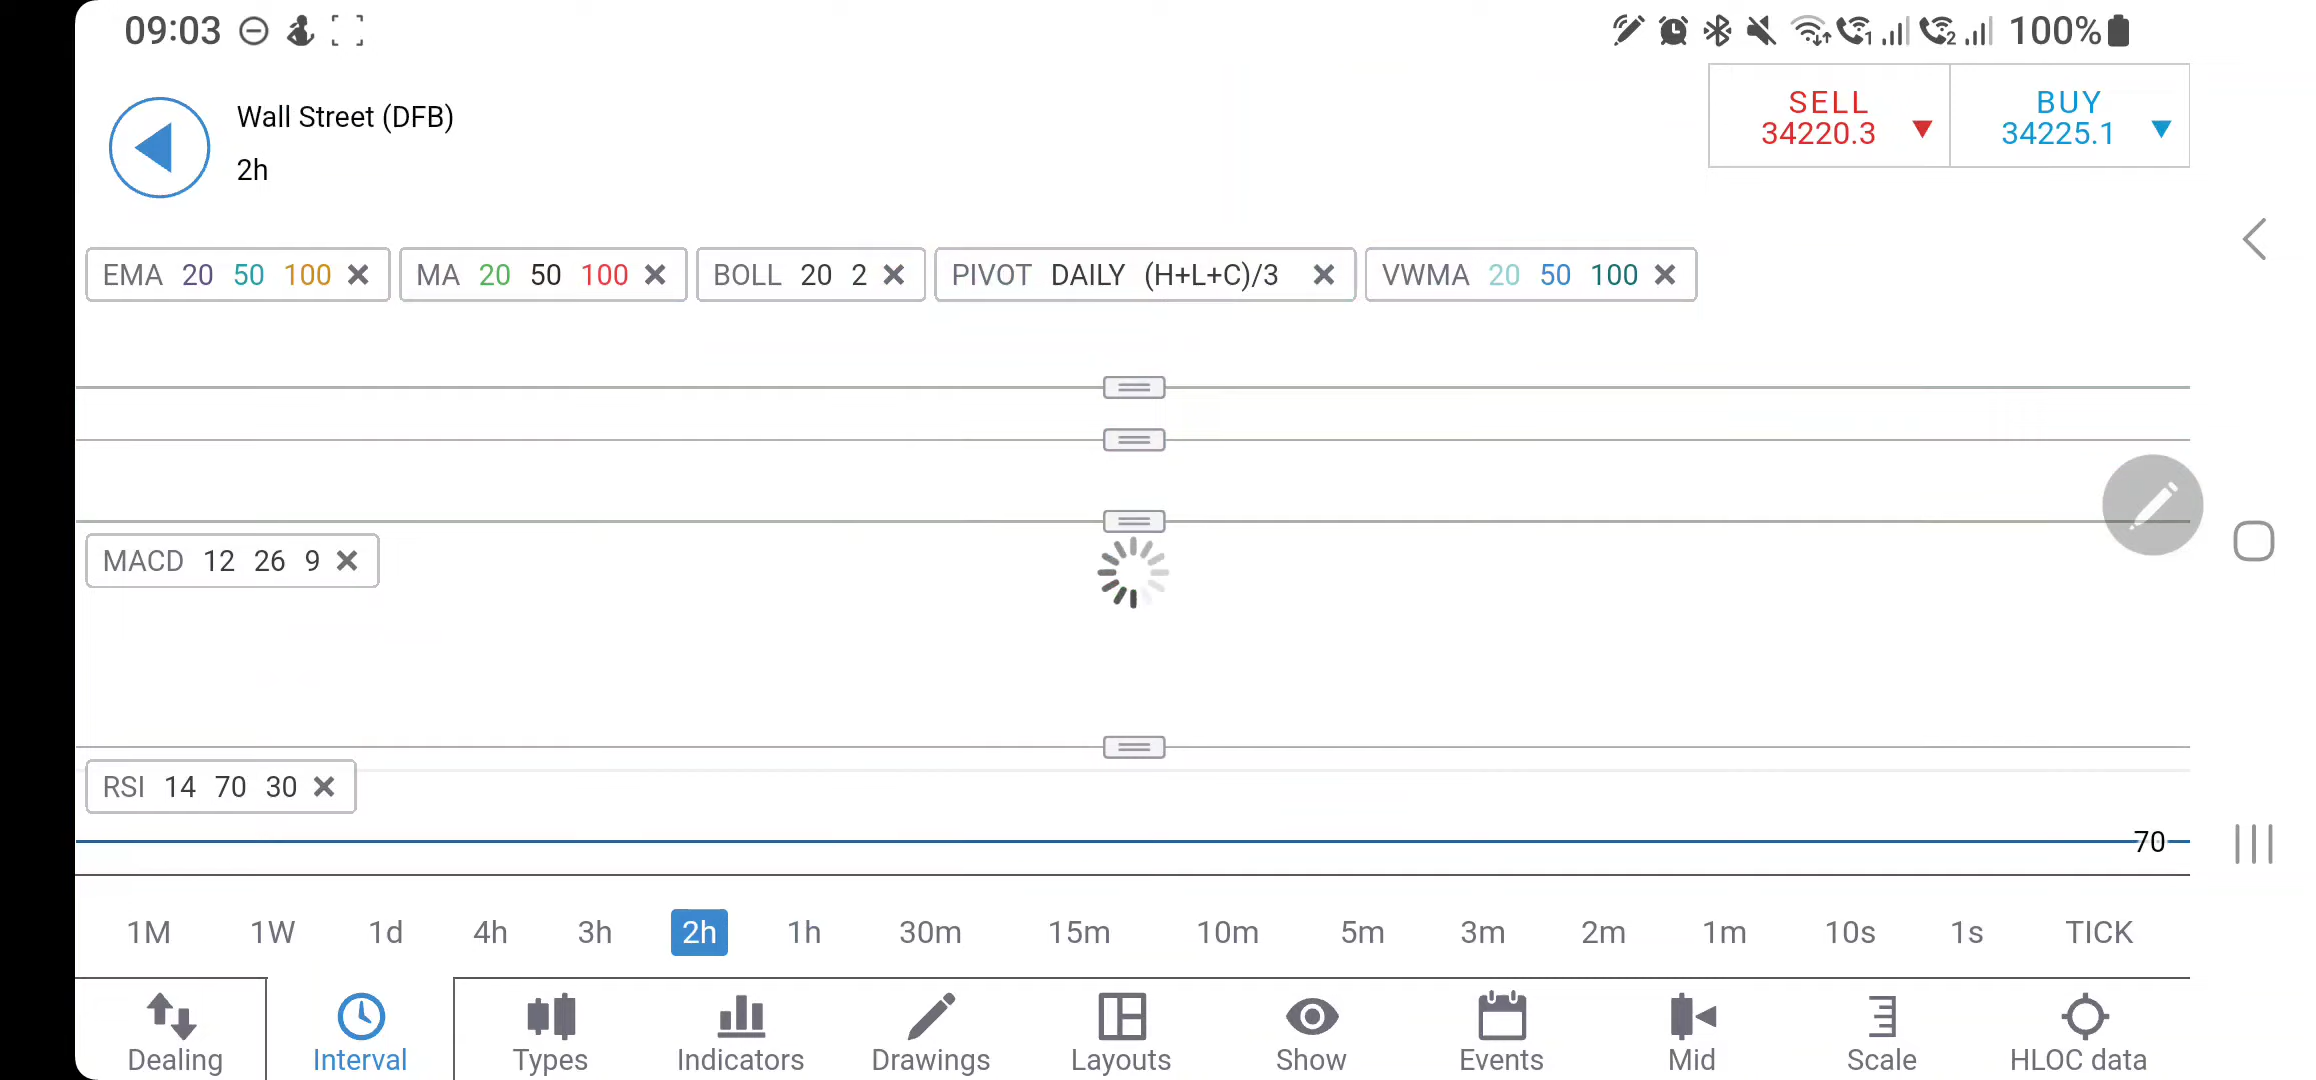 09:03 100%
Wall Street (DFB)
2h
SELL
34220.3
BUY
34225.1
EMA 20 50 100
MA 20 50 100
BOLL 20 2
PIVOT DAILY (H+L+C)/3
VWMA 20 50 100
MACD 12 26 9
RSI 14 70 30
70
1M 1W 1d 4h 3h 2h 1h 30m 15m 10m 5m 3m 2m 1m 10s 1s TICK
Dealing Interval Types Indicators Drawings Layouts Show Events Mid Scale HLOC data